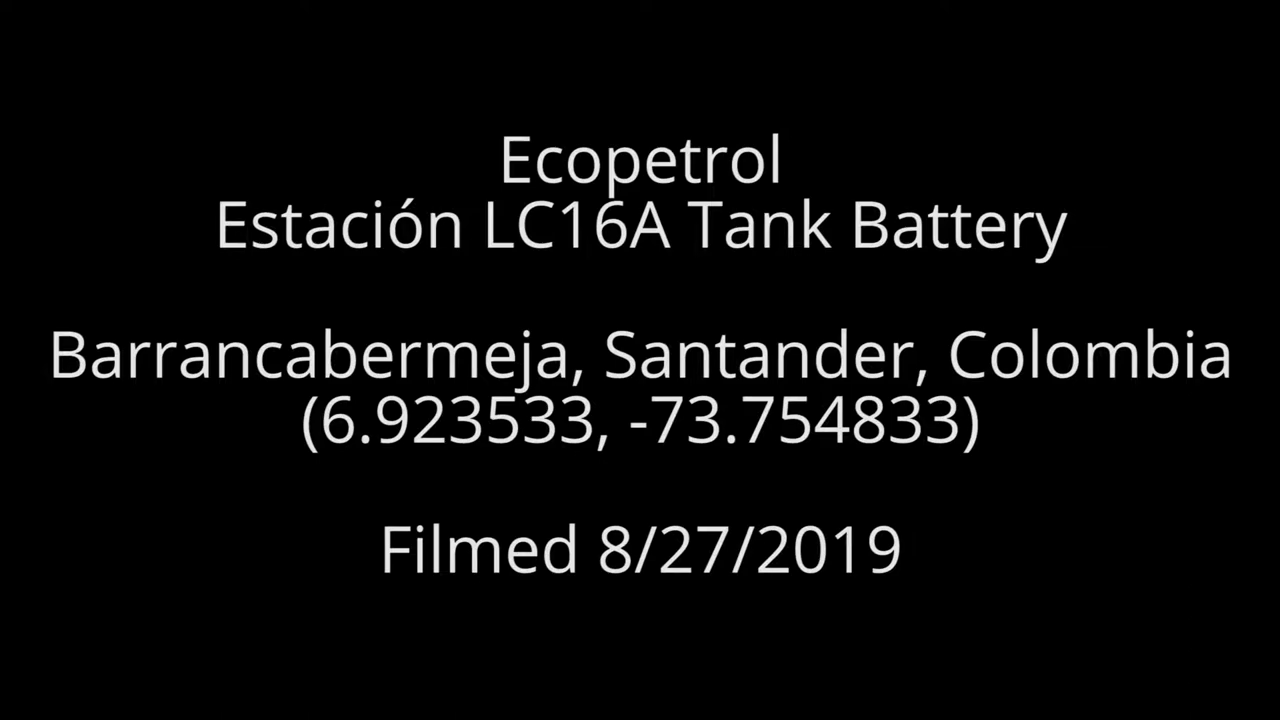 Ecopetrol
Estación LC16A Tank Battery
Barrancabermeja, Santander, Colombia
(6.923533, -73.754833)
Filmed 8/27/2019